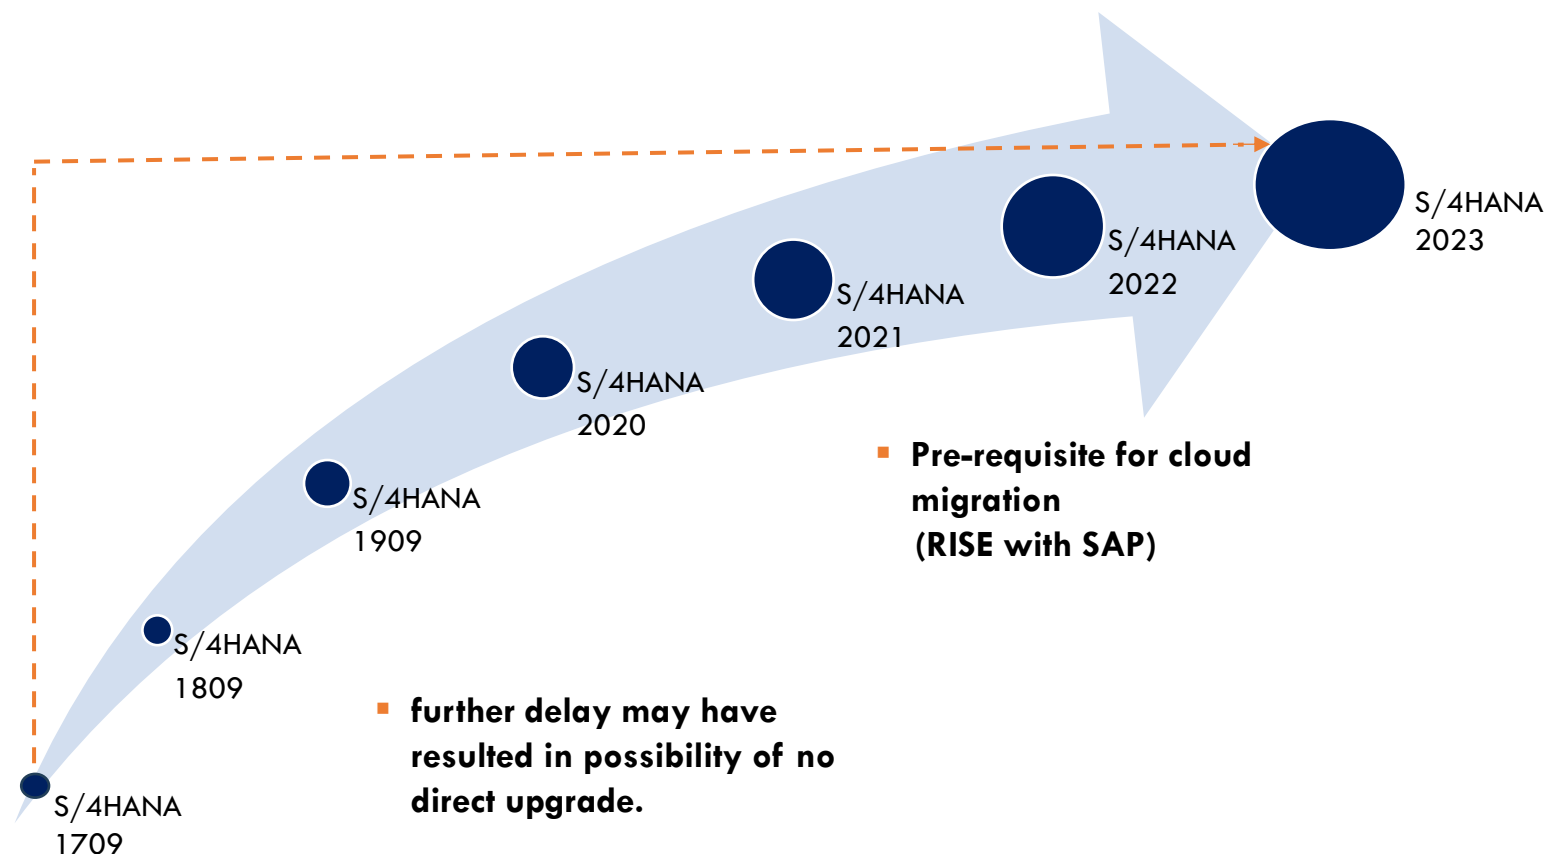 S/4HANA
2023
S/4HANA
2022
S/4HANA
2021
S/4HANA
2020
Pre-requisite for cloud
migration
(RISE with SAP)
S/4HANA
1909
S/4HANA
1809
further delay may have
resulted in possibility of no
direct upgrade.
S/4HANA
1709